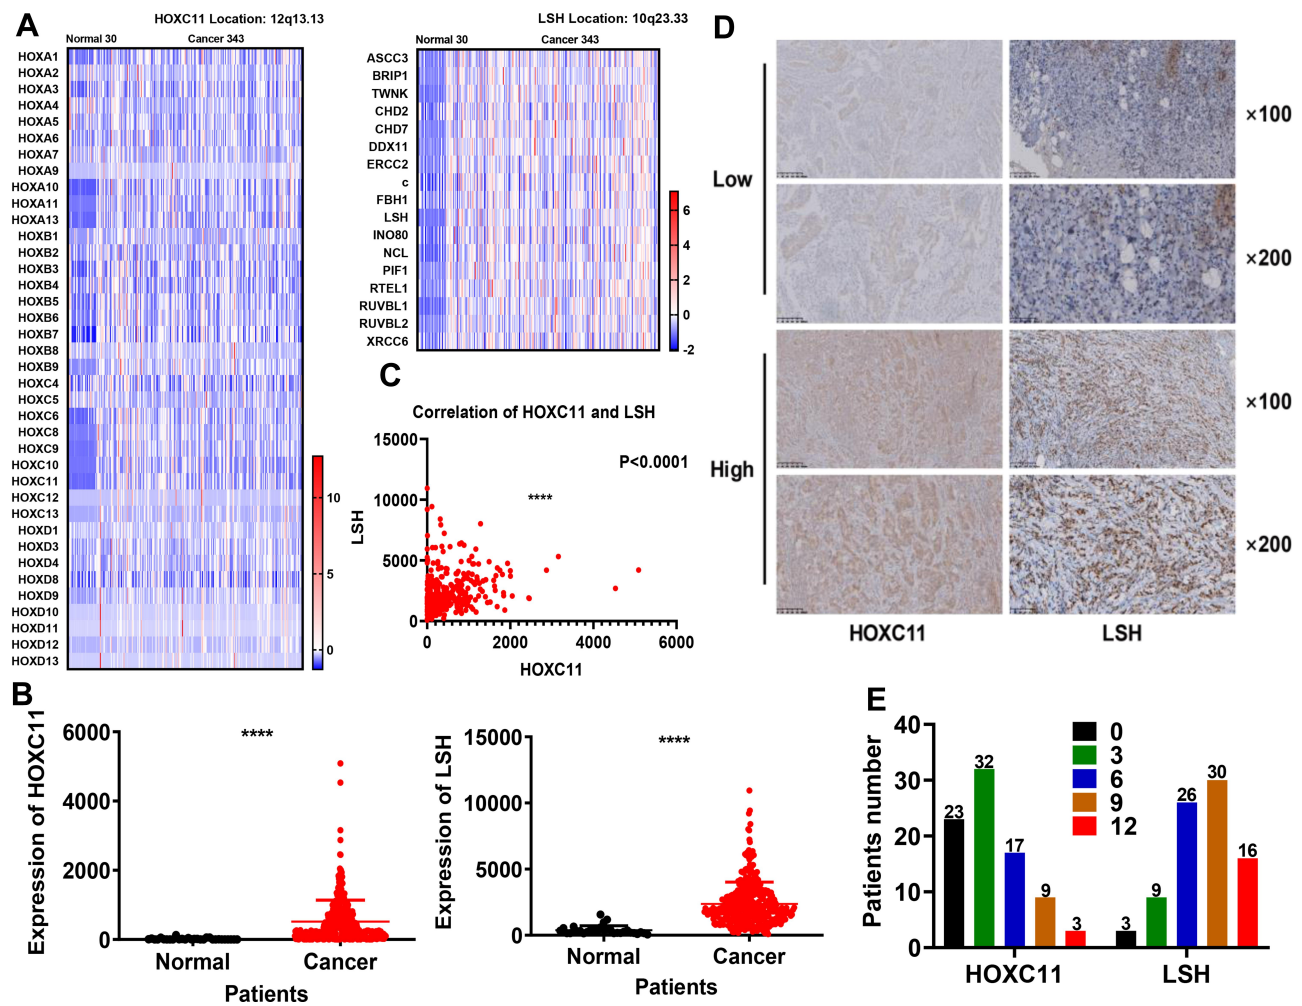 A
HOXC11 Location: 12q13.13
Normal 30
Cancer 343
HOXA1
HOXA2
HOXA3
HOXA4
HOXA5
HOXA6
HOXA7
HOXA9
HOXA10
HOXA11
HOXA13
HOXB1
HOXB2
HOXB3
HOXB4
HOXB5
HOXB6
HOXB7
HOXB8
HOXB9
HOXC4
HOXC5
HOXC6
HOXC8
HOXC9
HOXC10
HOXC11
HOXC12
HOXC13
HOXD1
HOXD3
HOXD4
HOXD8
HOXD9
HOXD10
HOXD11
HOXD12
HOXD13
10
5
0
LSH Location: 10q23.33
Normal 30
Cancer 343
ASCC3
BRIP1
TWNK
CHD2
CHD7
DDX11
ERCC2
c
FBH1
LSH
INO80
NCL
PIF1
RTEL1
RUVBL1
RUVBL2
XRCC6
6
4
2
0
-2
C
Correlation of HOXC11 and LSH
P<0.0001
****
LSH
15000
10000
5000
0
0
2000
4000
6000
HOXC11
D
Low
High
×100
×200
×100
×200
HOXC11
LSH
B
Expression of HOXC11
6000
4000
2000
0
****
Normal
Cancer
Patients
Expression of LSH
15000
10000
5000
0
****
Normal
Cancer
Patients
E
Patients number
40
30
20
10
0
23
32
17
9
3
3
9
26
30
16
0
3
6
9
12
HOXC11
LSH